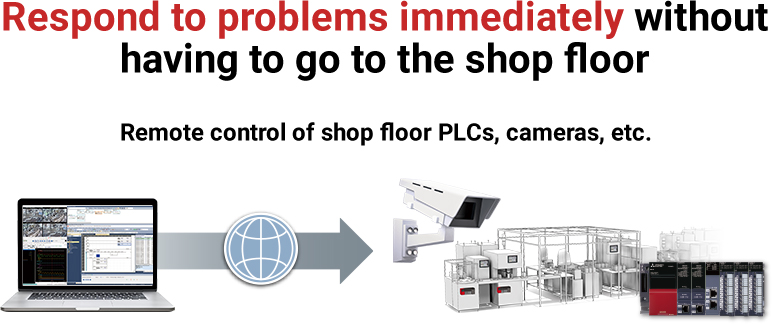 Respond to problems immediately without
having to go to the shop floor
Remote control of shop floor PLCs, cameras, etc.